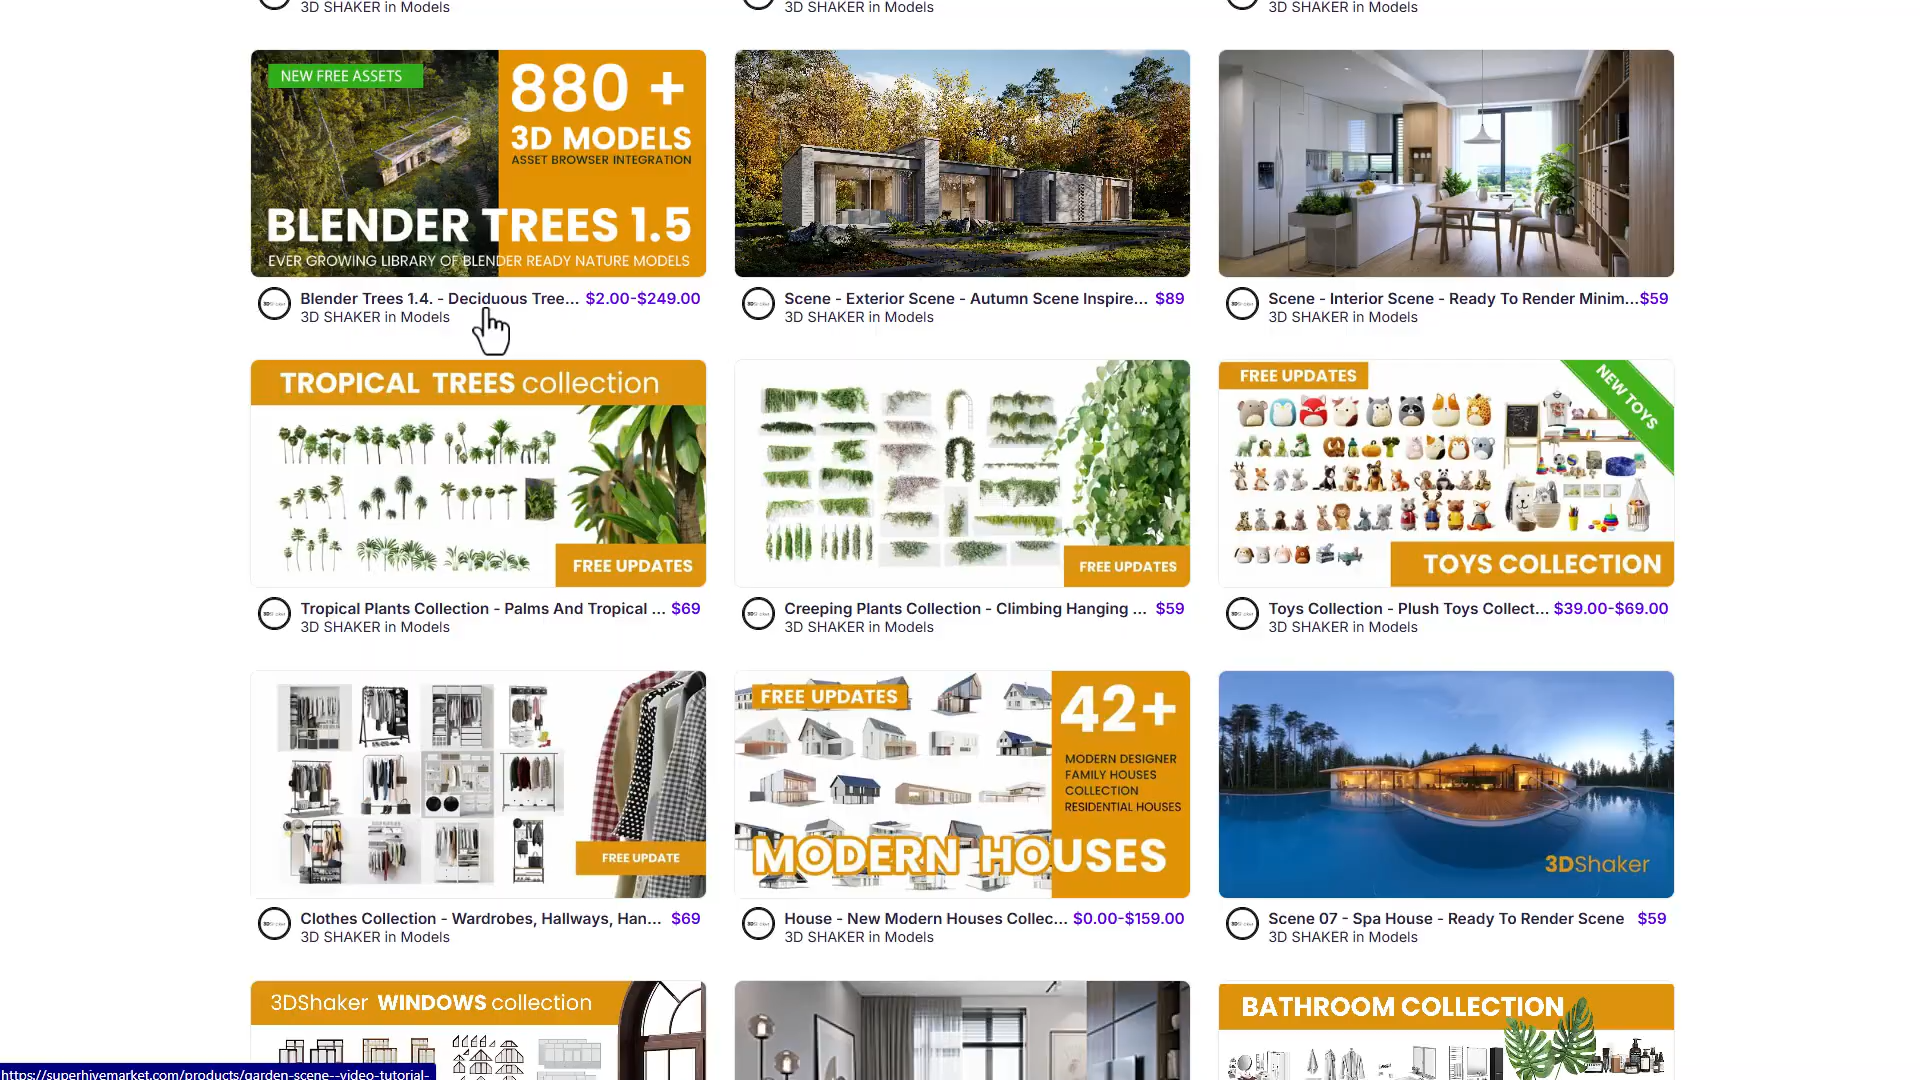 3D SHAKER in Models
3D SHAKER in Models
3D SHAKER in Models
NEW FREE ASSETS
880 +
3D MODELS
ASSET BROWSER INTEGRATION
BLENDER TREES 1.5
EVER GROWING LIBRARY OF BLENDER READY NATURE MODELS
Blender Trees 1.4. - Deciduous Tree... $2.00-$249.00
3D SHAKER in Models
Scene - Exterior Scene - Autumn Scene Inspire... $89
3D SHAKER in Models
Scene - Interior Scene - Ready To Render Minim... $59
3D SHAKER in Models
TROPICAL TREES collection
FREE UPDATES
Tropical Plants Collection - Palms And Tropical ... $69
3D SHAKER in Models
FREE UPDATES
Creeping Plants Collection - Climbing Hanging ... $59
3D SHAKER in Models
FREE UPDATES
NEW TOYS
TOYS COLLECTION
Toys Collection - Plush Toys Collect... $39.00-$69.00
3D SHAKER in Models
FREE UPDATE
Clothes Collection - Wardrobes, Hallways, Han... $69
3D SHAKER in Models
FREE UPDATES
42+
MODERN DESIGNER
FAMILY HOUSES
COLLECTION
RESIDENTIAL HOUSES
MODERN HOUSES
House - New Modern Houses Collec... $0.00-$159.00
3D SHAKER in Models
3DShaker
Scene 07 - Spa House - Ready To Render Scene $59
3D SHAKER in Models
3DShaker WINDOWS collection
BATHROOM COLLECTION
https://superhivemarket.com/products/garden-scene--video-tutorial-